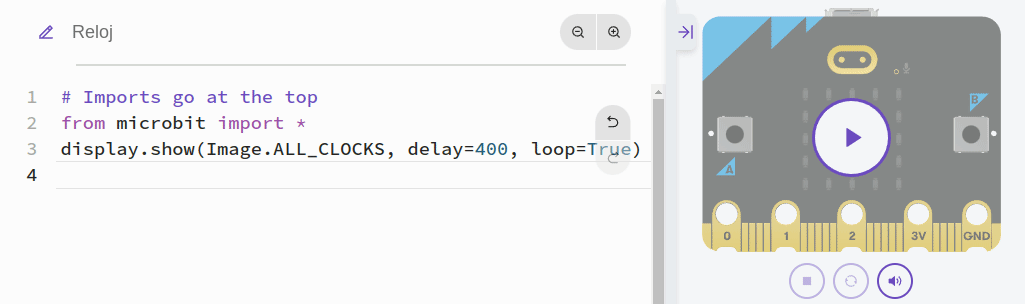 Reloj
1 # Imports go at the top
2 from microbit import *
3 display.show(Image.ALL_CLOCKS, delay=400, loop=True)
4
B
A
0 1 2 3V GND